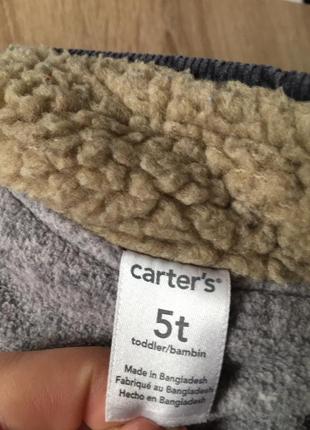 carter's®
5t
toddler/bambin
Made in Bangladesh
Fabriqué au Bangladesh
Hecho en Bangladesh